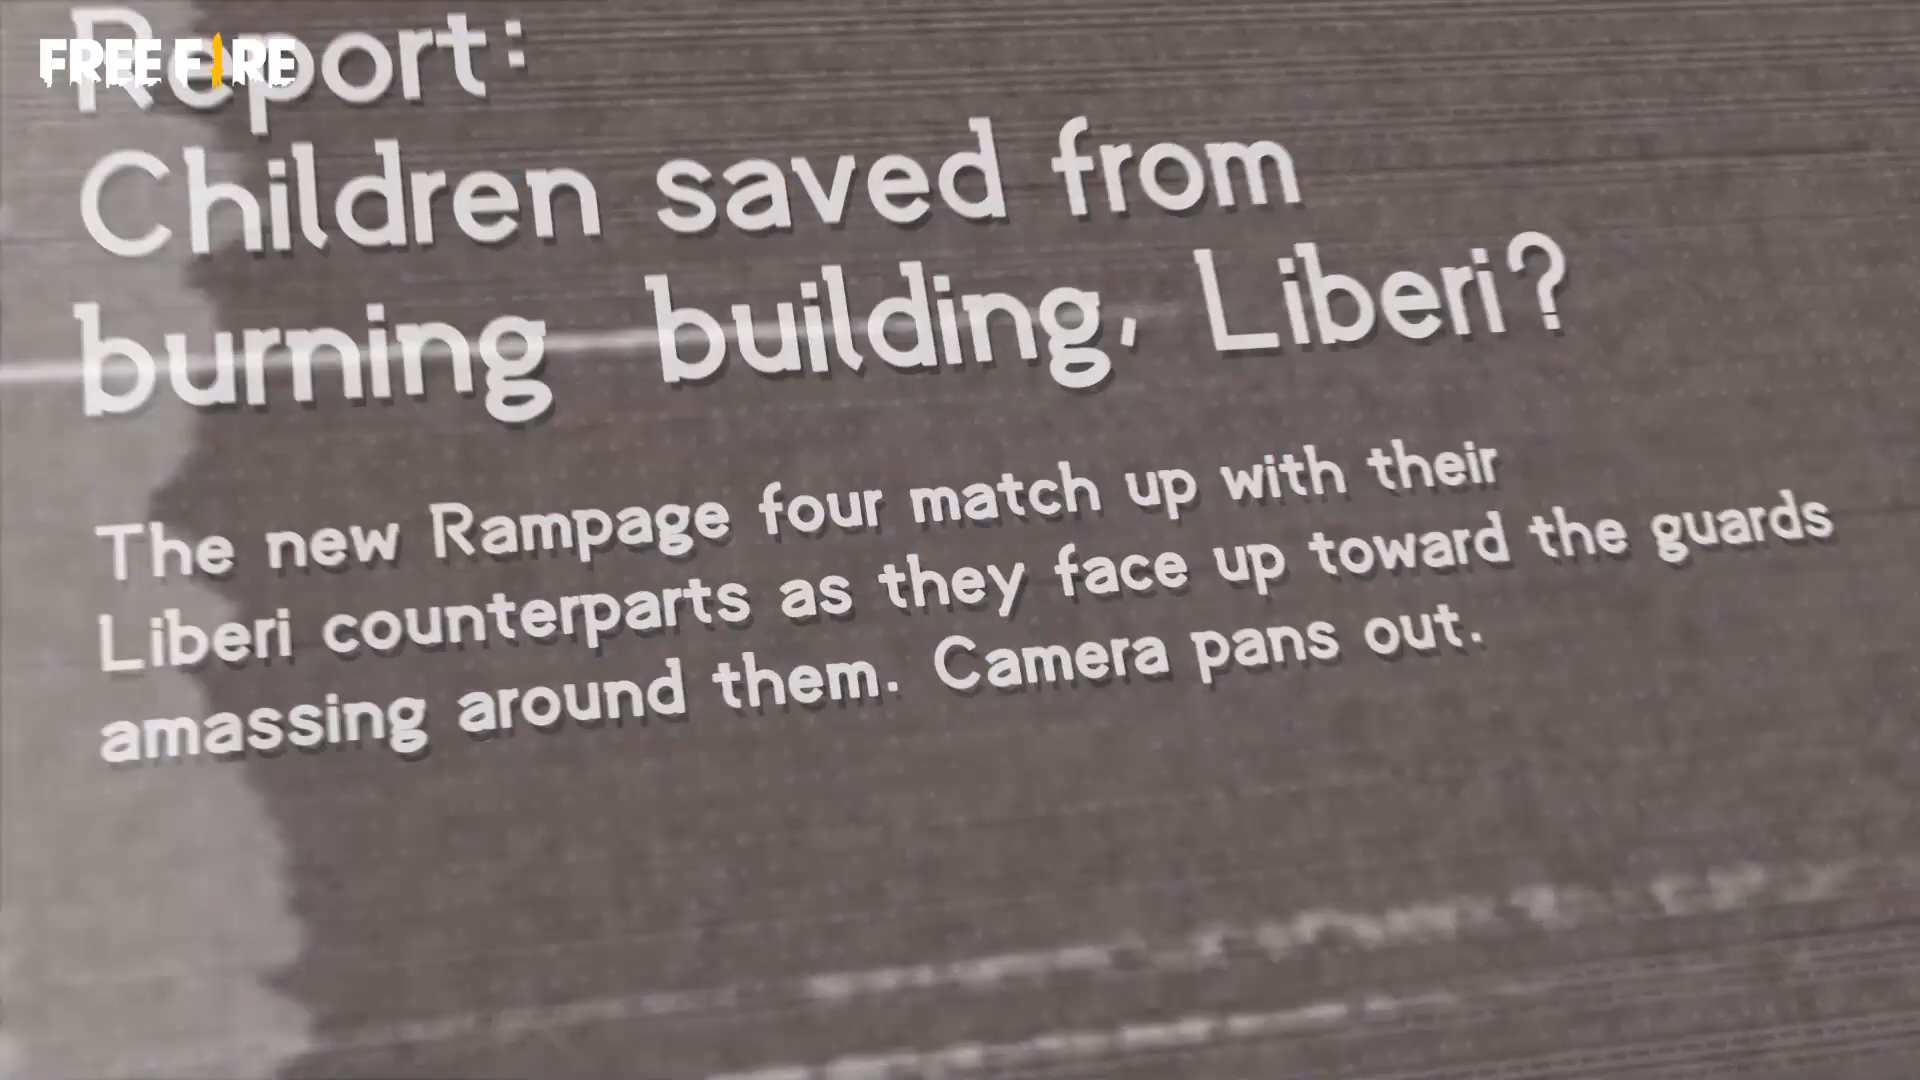 FREE FIRE
Report:
Children saved from
burning building, Liberi?
The new Rampage four match up with their
Liberi counterparts as they face up toward the guards
amassing around them. Camera pans out.